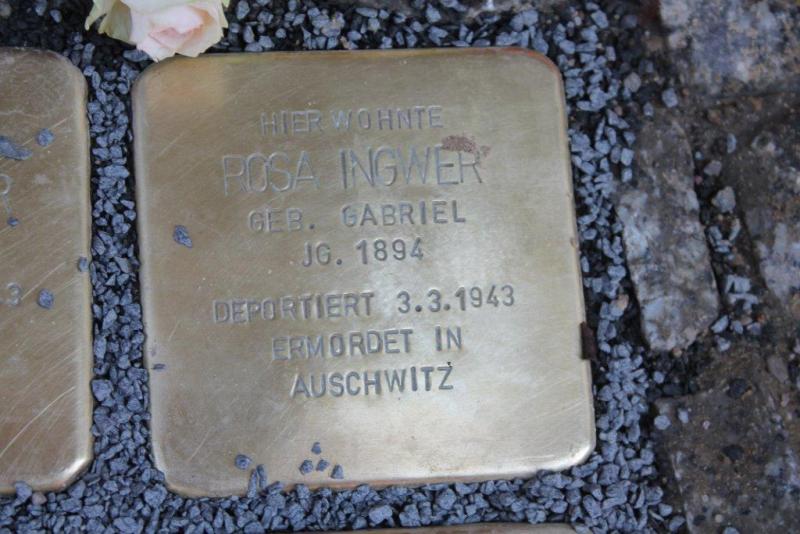 HIER WOHNTE
ROSA INGWER
GEB. GABRIEL
JG. 1894
DEPORTIERT 3.3.1943
ERMORDET IN
AUSCHWITZ